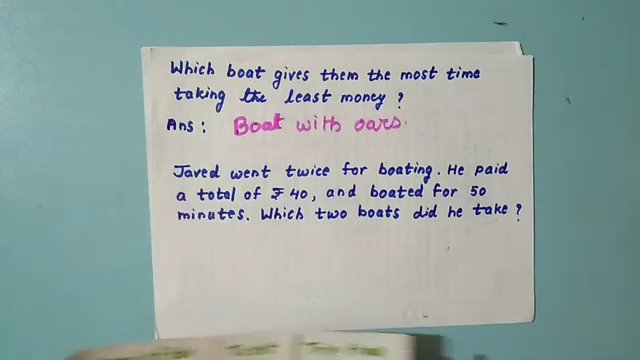 Which boat gives them the most time
taking the least money ?
Ans : Boat with oars.
Javed went twice for boating. He paid
a total of ₹ 40, and boated for 50
minutes. Which two boats did he take ?